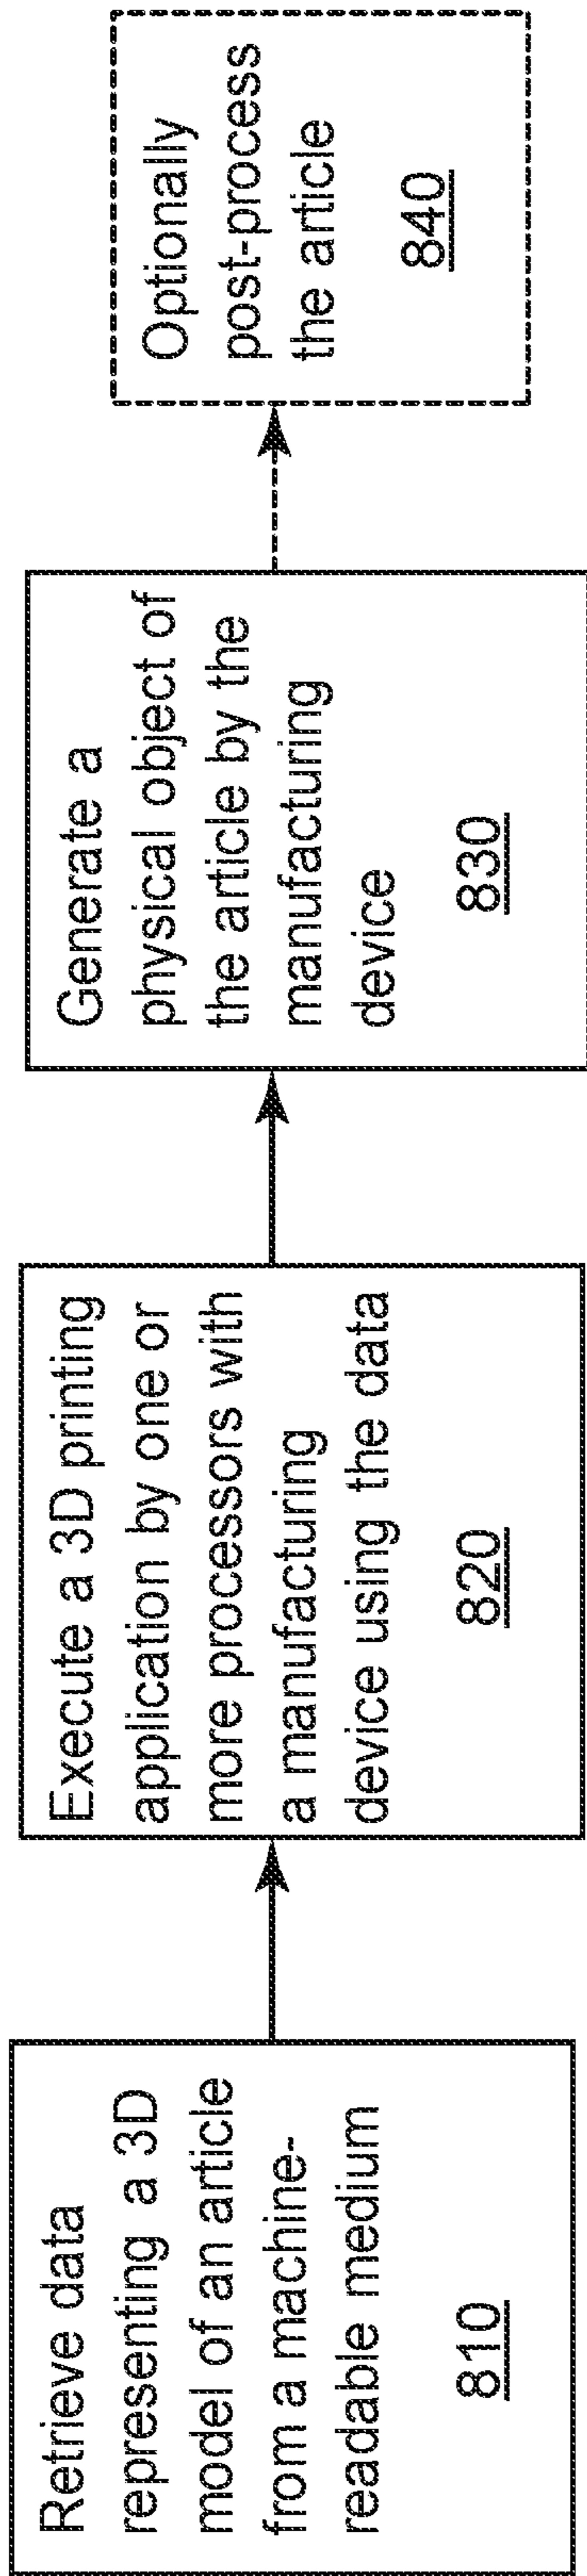 Retrieve data
representing a 3D
model of an article
from a machine-
readable medium
810
Execute a 3D printing
application by one or
more processors with
a manufacturing
device using the data
820
Generate a
physical object of
the article by the
manufacturing
device
830
Optionally
post-process
the article
840